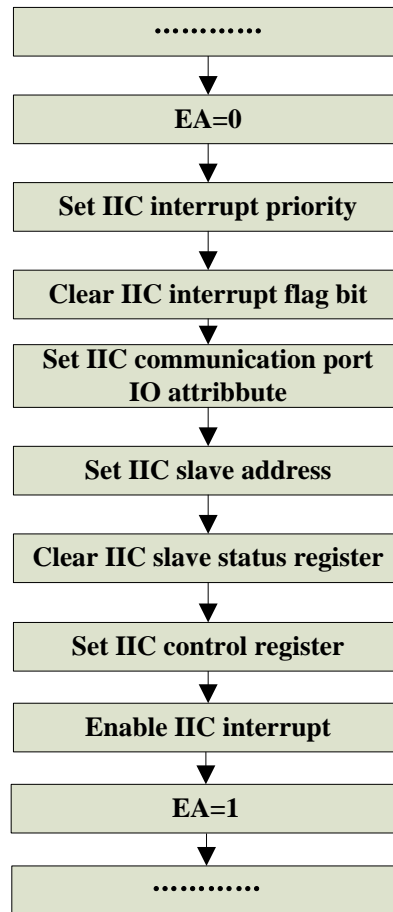 ............
EA=0
Set IIC interrupt priority
Clear IIC interrupt flag bit
Set IIC communication port
IO attribbute
Set IIC slave address
Clear IIC slave status register
Set IIC control register
Enable IIC interrupt
EA=1
............